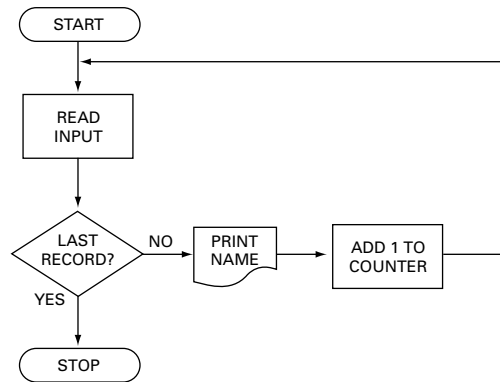 START
READ
INPUT
LAST
RECORD?
NO
PRINT
NAME
ADD 1 TO
COUNTER
YES
STOP